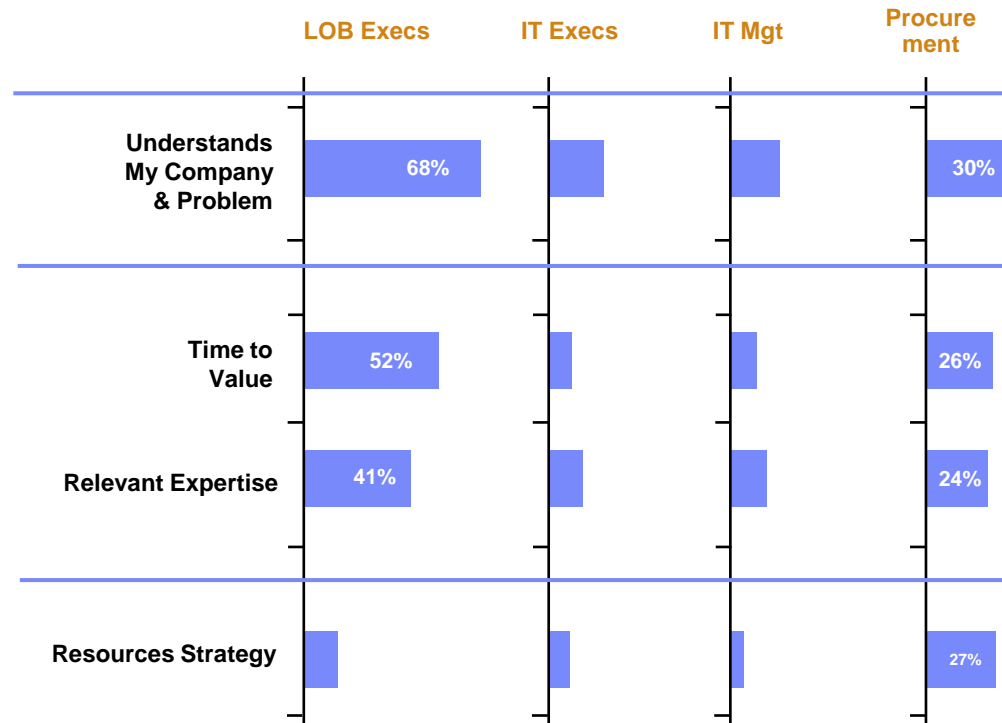 LOB Execs
IT Execs
IT Mgt
Procure
ment
Understands
My Company
& Problem
68%
30%
Time to
Value
52%
26%
Relevant Expertise
41%
24%
Resources Strategy
27%